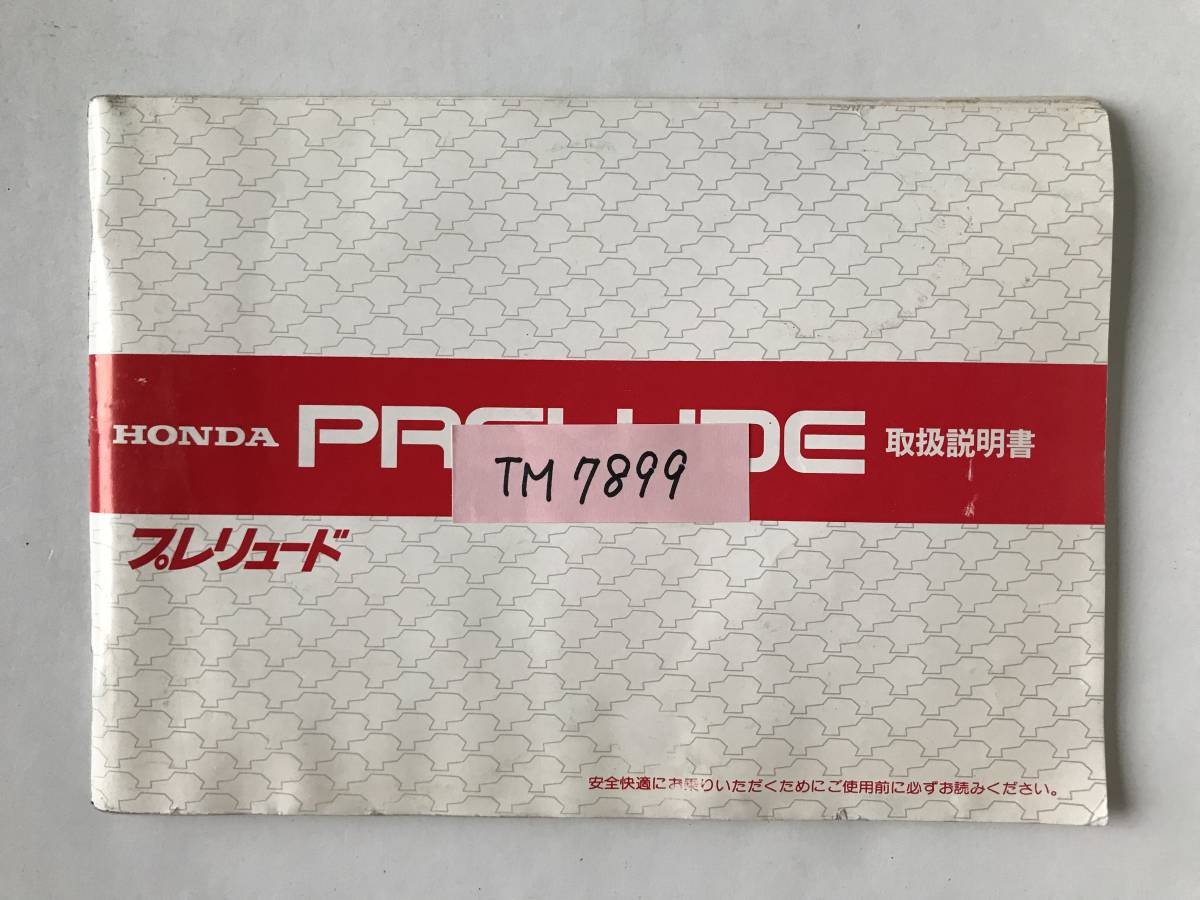 HONDA PRELUDE 取扱説明書
TM 7899
プレリュード
安全快適にお乗りいただくためにご使用前に必ずお読みください。